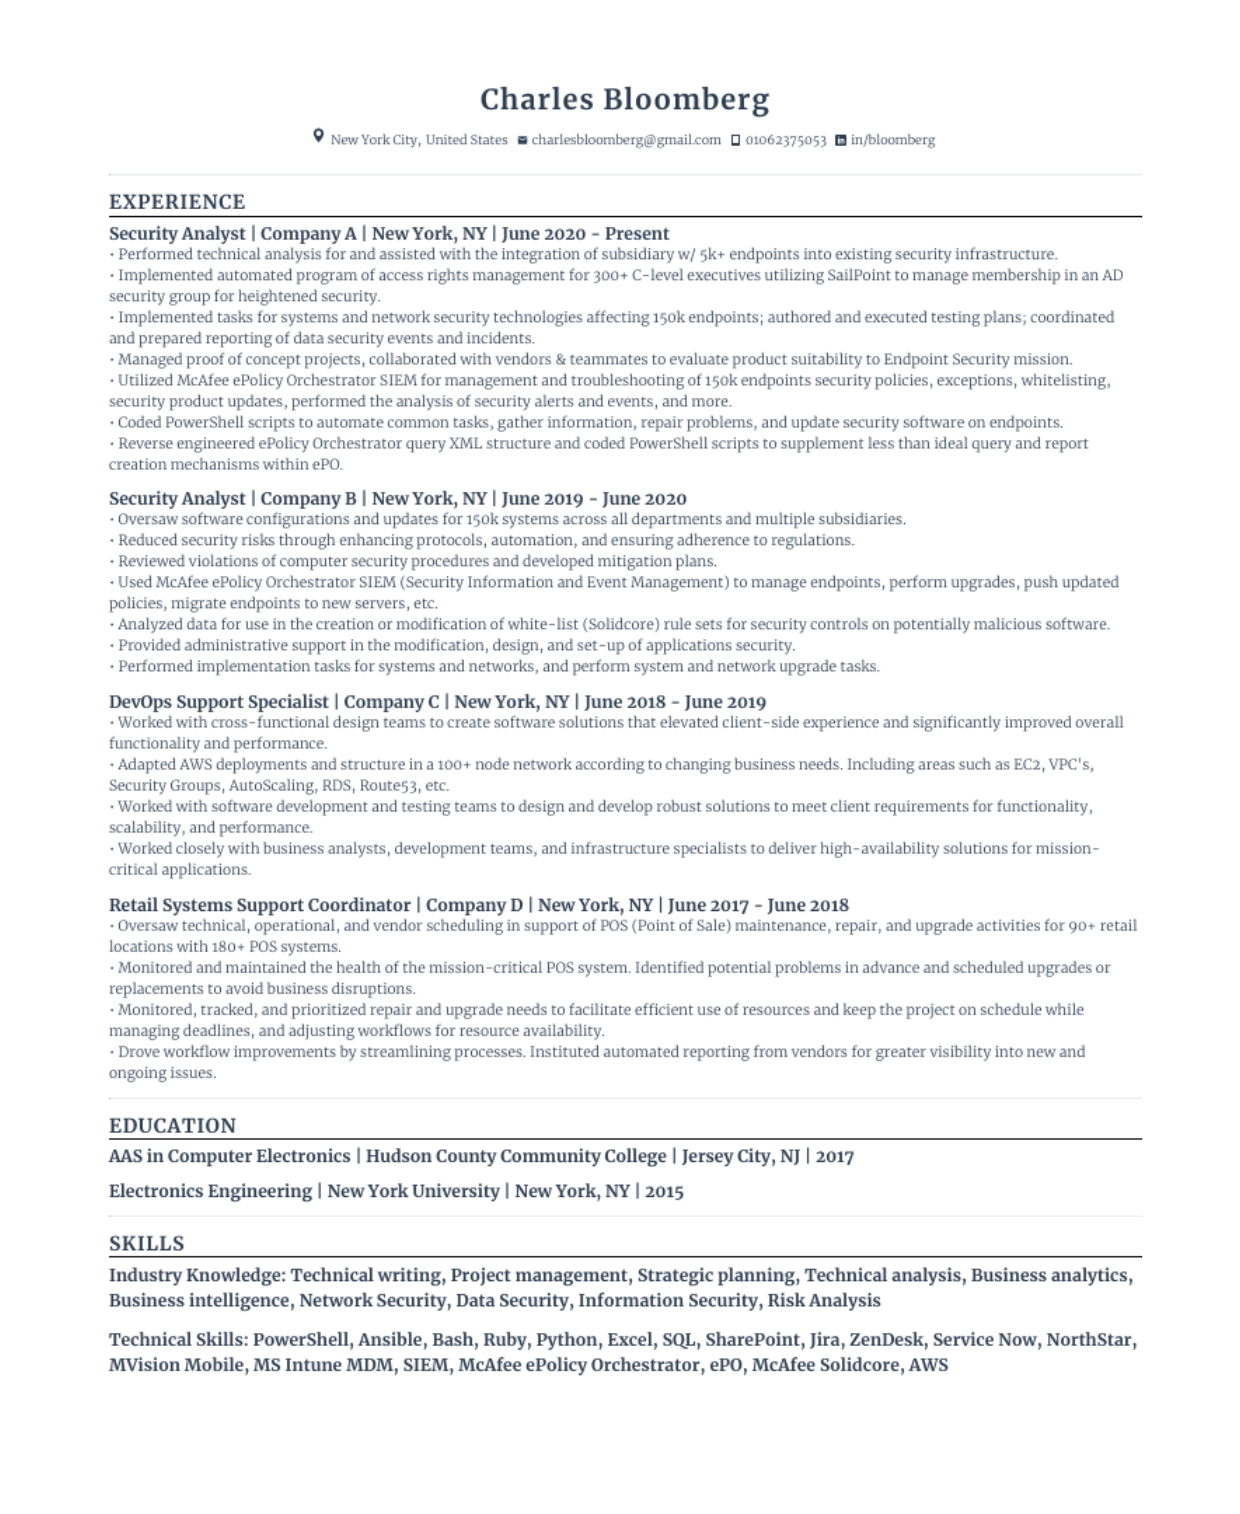 Charles Bloomberg
New York City, United States charlesbloomberg@gmail.com 01062375053 in/bloomberg
EXPERIENCE
Security Analyst | Company A | New York, NY | June 2020 - Present
· Performed technical analysis for and assisted with the integration of subsidiary w/ 5k+ endpoints into existing security infrastructure.
· Implemented automated program of access rights management for 300+ C-level executives utilizing SailPoint to manage membership in an AD
security group for heightened security.
· Implemented tasks for systems and network security technologies affecting 150k endpoints; authored and executed testing plans; coordinated
and prepared reporting of data security events and incidents.
· Managed proof of concept projects, collaborated with vendors & teammates to evaluate product suitability to Endpoint Security mission.
· Utilized McAfee ePolicy Orchestrator SIEM for management and troubleshooting of 150k endpoints security policies, exceptions, whitelisting,
security product updates, performed the analysis of security alerts and events, and more.
· Coded PowerShell scripts to automate common tasks, gather information, repair problems, and update security software on endpoints.
· Reverse engineered ePolicy Orchestrator query XML structure and coded PowerShell scripts to supplement less than ideal query and report
creation mechanisms within ePO.
Security Analyst | Company B | New York, NY | June 2019 - June 2020
· Oversaw software configurations and updates for 150k systems across all departments and multiple subsidiaries.
· Reduced security risks through enhancing protocols, automation, and ensuring adherence to regulations.
· Reviewed violations of computer security procedures and developed mitigation plans.
· Used McAfee ePolicy Orchestrator SIEM (Security Information and Event Management) to manage endpoints, perform upgrades, push updated
policies, migrate endpoints to new servers, etc.
· Analyzed data for use in the creation or modification of white-list (Solidcore) rule sets for security controls on potentially malicious software.
· Provided administrative support in the modification, design, and set-up of applications security.
· Performed implementation tasks for systems and networks, and perform system and network upgrade tasks.
DevOps Support Specialist | Company C | New York, NY | June 2018 - June 2019
· Worked with cross-functional design teams to create software solutions that elevated client-side experience and significantly improved overall
functionality and performance.
· Adapted AWS deployments and structure in a 100+ node network according to changing business needs. Including areas such as EC2, VPC's,
Security Groups, AutoScaling, RDS, Route53, etc.
· Worked with software development and testing teams to design and develop robust solutions to meet client requirements for functionality,
scalability, and performance.
· Worked closely with business analysts, development teams, and infrastructure specialists to deliver high-availability solutions for mission-
critical applications.
Retail Systems Support Coordinator | Company D | New York, NY | June 2017 - June 2018
· Oversaw technical, operational, and vendor scheduling in support of POS (Point of Sale) maintenance, repair, and upgrade activities for 90+ retail
locations with 180+ POS systems.
· Monitored and maintained the health of the mission-critical POS system. Identified potential problems in advance and scheduled upgrades or
replacements to avoid business disruptions.
· Monitored, tracked, and prioritized repair and upgrade needs to facilitate efficient use of resources and keep the project on schedule while
managing deadlines, and adjusting workflows for resource availability.
· Drove workflow improvements by streamlining processes. Instituted automated reporting from vendors for greater visibility into new and
ongoing issues.
EDUCATION
AAS in Computer Electronics | Hudson County Community College | Jersey City, NJ | 2017
Electronics Engineering | New York University | New York, NY | 2015
SKILLS
Industry Knowledge: Technical writing, Project management, Strategic planning, Technical analysis, Business analytics,
Business intelligence, Network Security, Data Security, Information Security, Risk Analysis
Technical Skills: PowerShell, Ansible, Bash, Ruby, Python, Excel, SQL, SharePoint, Jira, ZenDesk, Service Now, NorthStar,
MVision Mobile, MS Intune MDM, SIEM, McAfee ePolicy Orchestrator, ePO, McAfee Solidcore, AWS